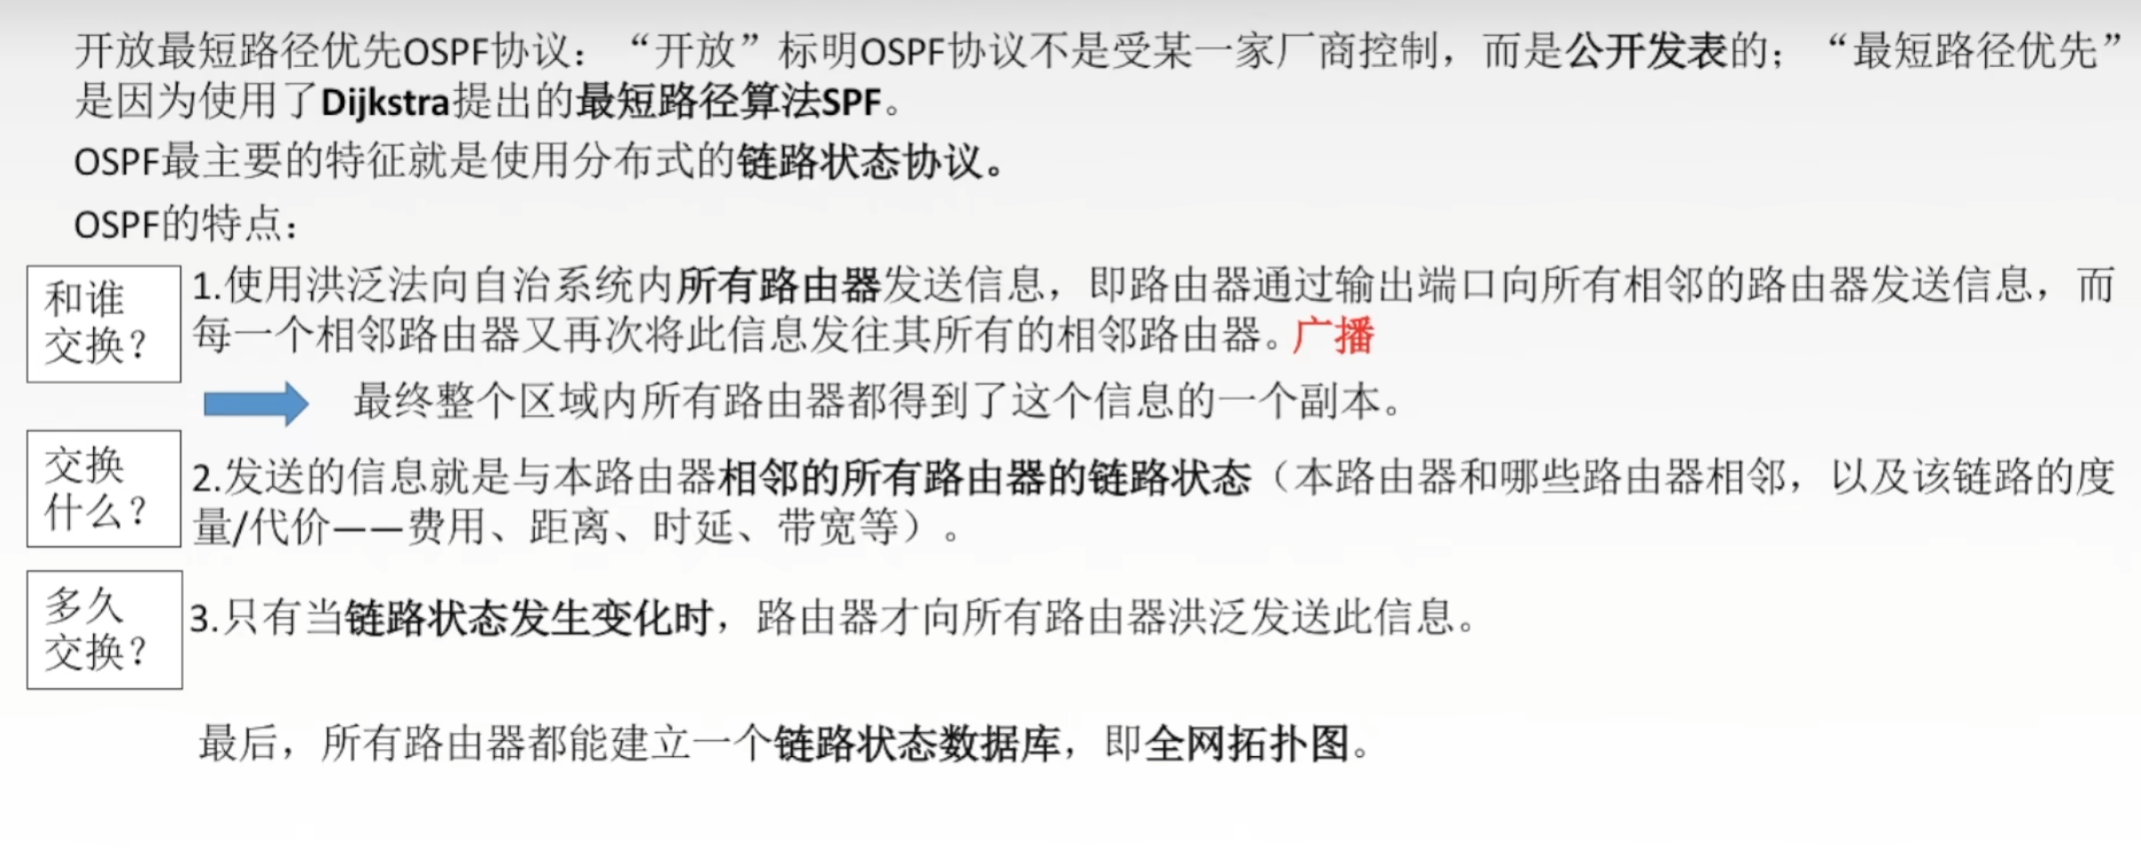 开放最短路径优先OSPF协议：“开放”标明OSPF协议不是受某一家厂商控制，而是公开发表的；“最短路径优先”
是因为使用了Dijkstra提出的最短路径算法SPF。
OSPF最主要的特征就是使用分布式的链路状态协议。
OSPF的特点：
和谁
交换？
1.使用洪泛法向自治系统内所有路由器发送信息，即路由器通过输出端口向所有相邻的路由器发送信息，而
每一个相邻路由器又再次将此信息发往其所有的相邻路由器。广播
最终整个区域内所有路由器都得到了这个信息的一个副本。
交换
什么？
2.发送的信息就是与本路由器相邻的所有路由器的链路状态（本路由器和哪些路由器相邻，以及该链路的度
量/代价——费用、距离、时延、带宽等）。
多久
交换？
3.只有当链路状态发生变化时，路由器才向所有路由器洪泛发送此信息。
最后，所有路由器都能建立一个链路状态数据库，即全网拓扑图。